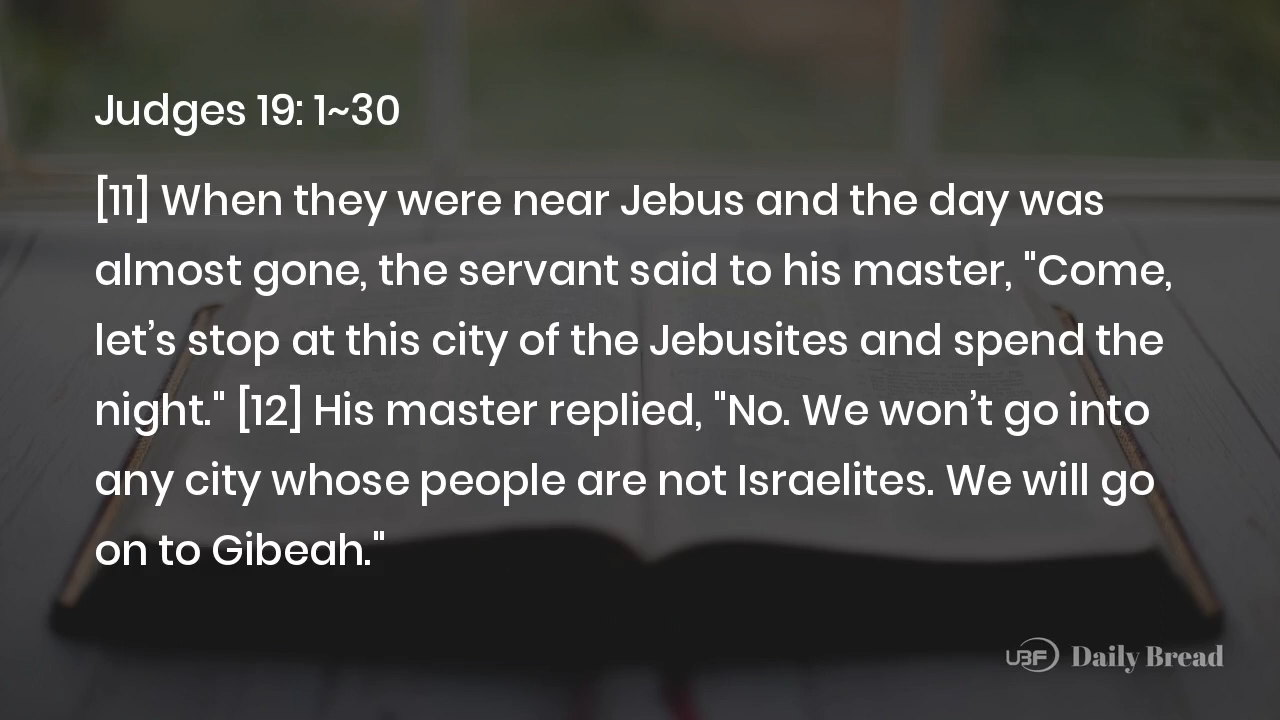 Judges 19: 1~30
[11] When they were near Jebus and the day was
almost gone, the servant said to his master, "Come,
let’s stop at this city of the Jebusites and spend the
night." [12] His master replied, "No. We won’t go into
any city whose people are not Israelites. We will go
on to Gibeah."
UBF Daily Bread